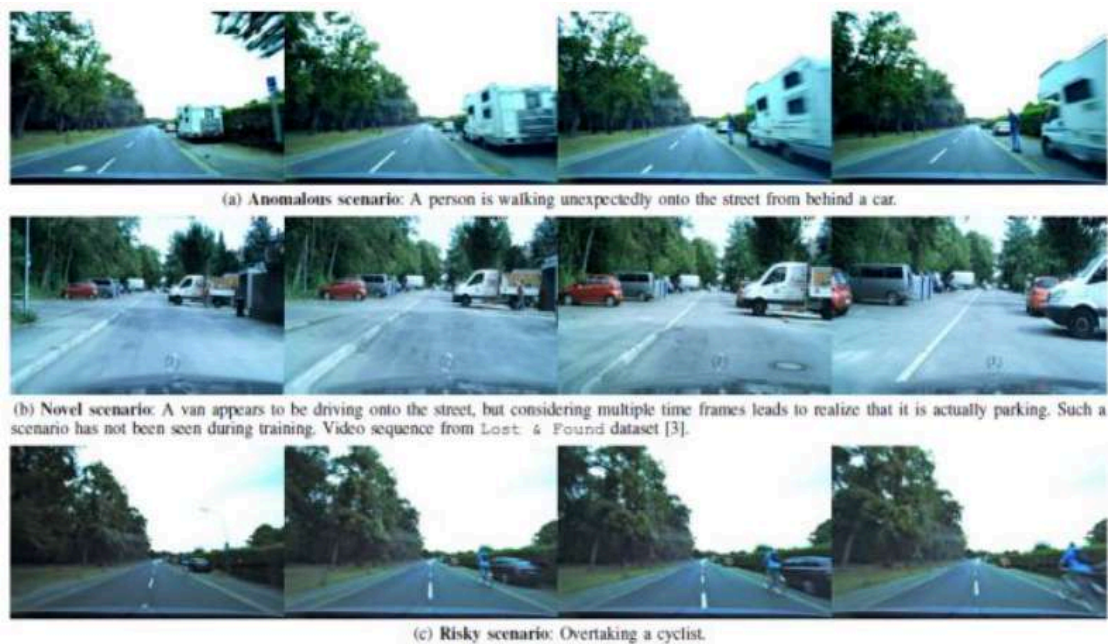 (a) Anomalous scenario: A person is walking unexpectedly onto the street from behind a car.
(b) Novel scenario: A van appears to be driving onto the street, but considering multiple time frames leads to realize that it is actually parking. Such a
scenario has not been seen during training. Video sequence from Lost & Found dataset [3].
(c) Risky scenario: Overtaking a cyclist.